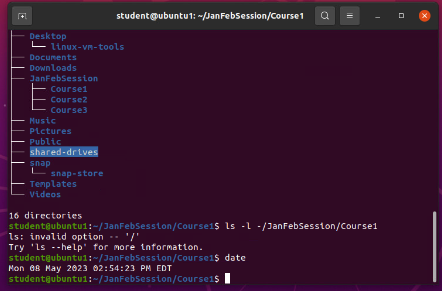 student@ubuntu1: ~/JanFebSession/Course1
Desktop
linux-vm-tools
Documents
Downloads
JanFebSession
Course1
Course2
Course3
Music
Pictures
Public
shared-drives
snap
snap-store
Templates
Videos
16 directories
student@ubuntu1:~/JanFebSession/Course1$ ls -l -/JanFebSession/Course1
ls: invalid option -- '/'
Try 'ls --help' for more information.
student@ubuntu1:~/JanFebSession/Course1$ date
Mon 08 May 2023 02:54:23 PM EDT
student@ubuntu1:~/JanFebSession/Course1$